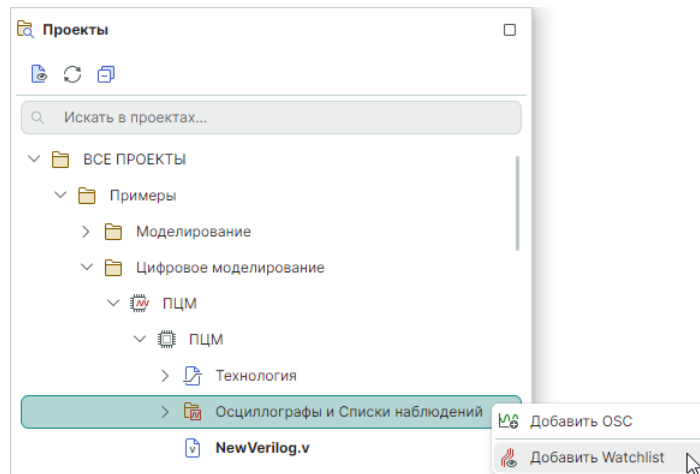 Проекты
Искать в проектах...
ВСЕ ПРОЕКТЫ
Примеры
Моделирование
Цифровое моделирование
ПЦМ
ПЦМ
Технология
Осциллографы и Списки наблюдений
Добавить OSC
v NewVerilog.v
Добавить Watchlist